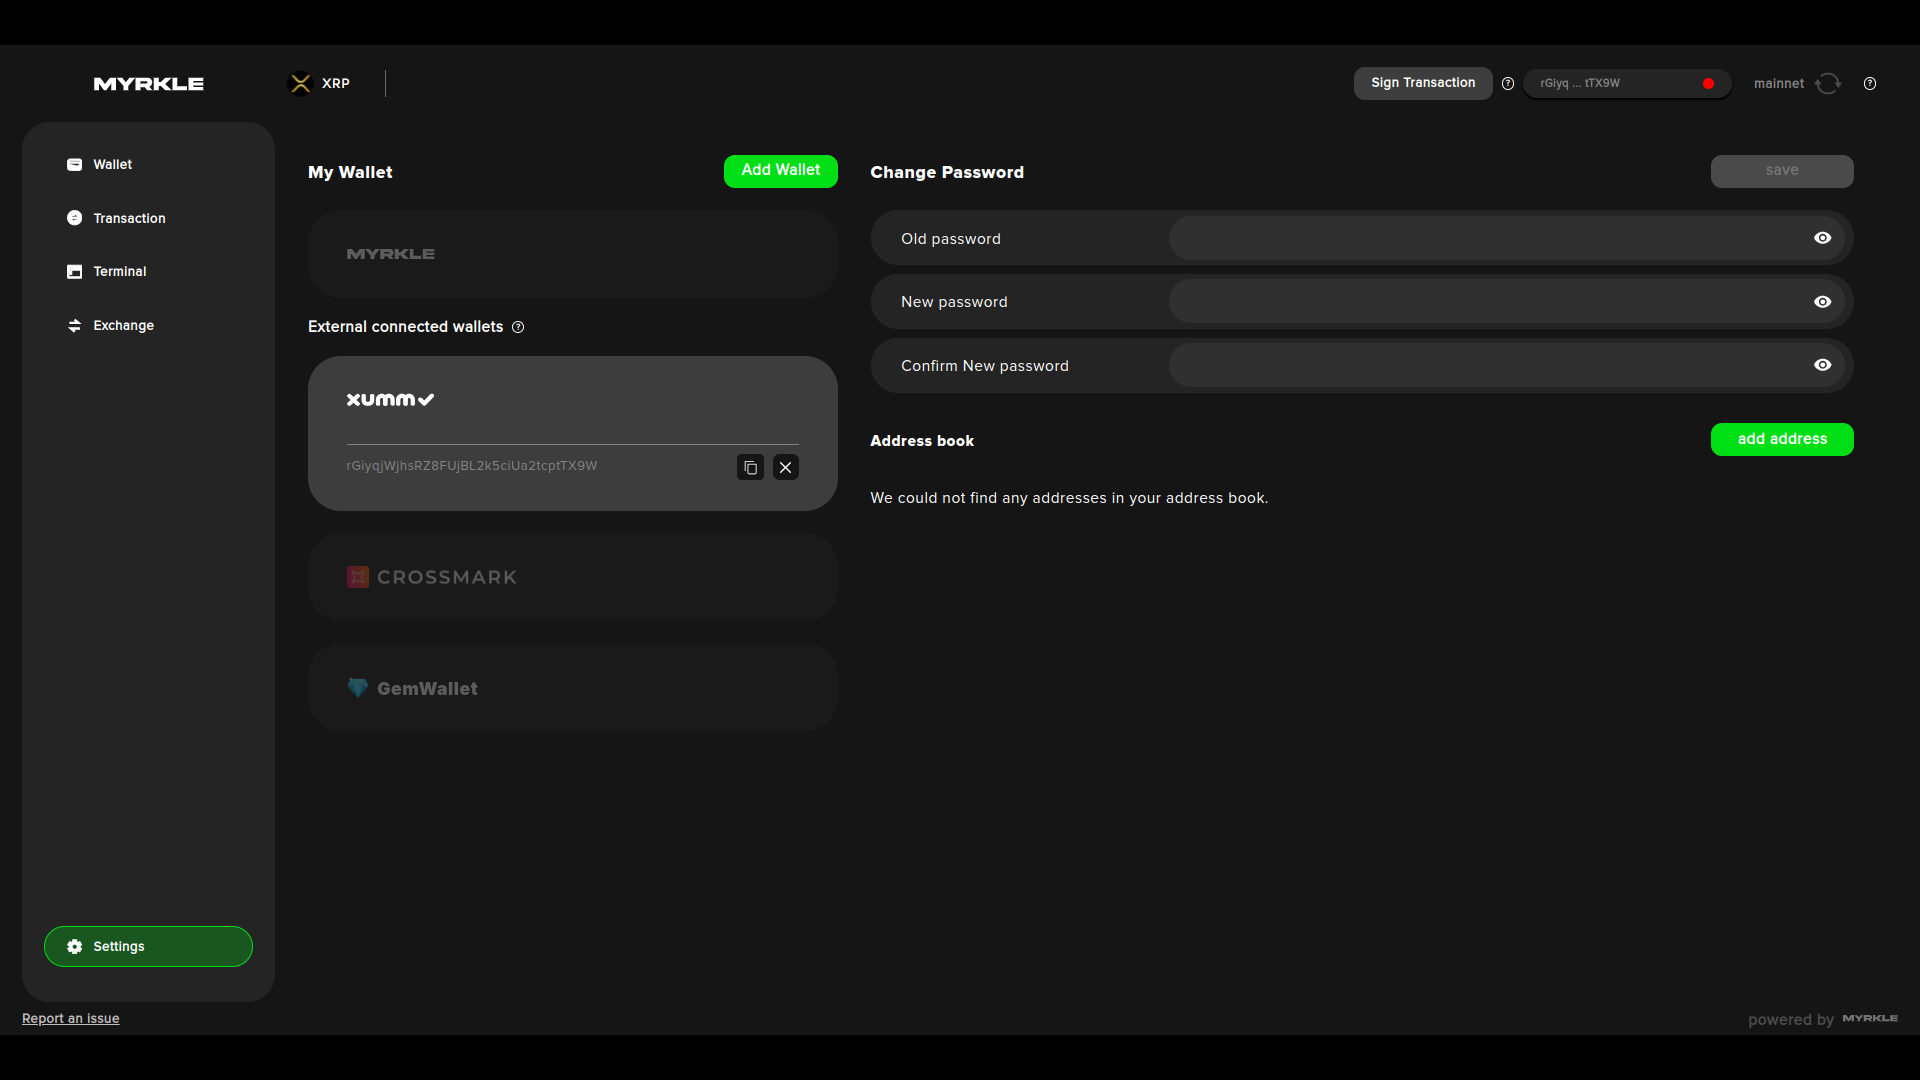 MYRKLE
XRP
Sign Transaction
rGiyq ... tTX9W
mainnet
Wallet
Transaction
Terminal
Exchange
Settings
Report an issue
My Wallet
Add Wallet
MYRKLE
External connected wallets
xumm
rGiyqjWjhsRZ8FUjBL2k5ciUa2tcptTX9W
CROSSMARK
GemWallet
Change Password
save
Old password
New password
Confirm New password
Address book
add address
We could not find any addresses in your address book.
powered by MYRKLE